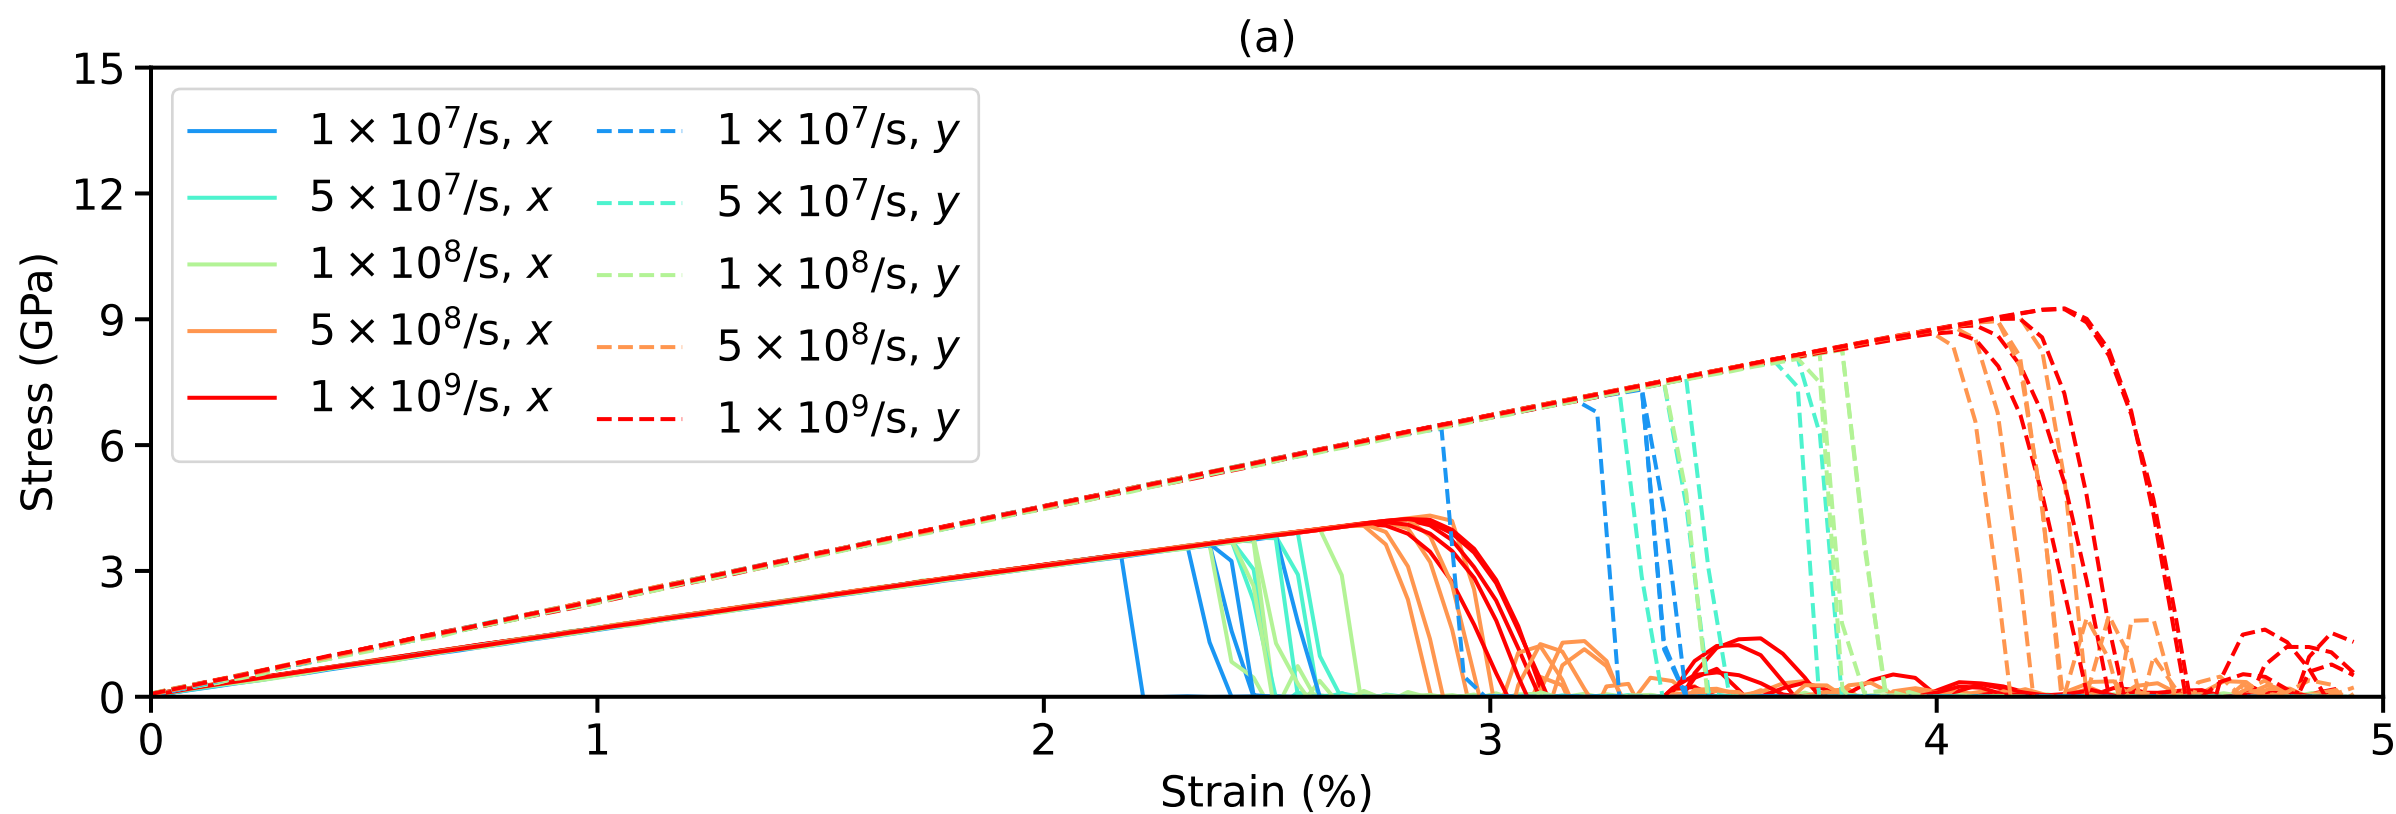 (a)
15
12
9
6
3
0
Stress (GPa)
1 × 10⁷/s, x
5 × 10⁷/s, x
1 × 10⁸/s, x
5 × 10⁸/s, x
1 × 10⁹/s, x
1 × 10⁷/s, y
5 × 10⁷/s, y
1 × 10⁸/s, y
5 × 10⁸/s, y
1 × 10⁹/s, y
0 1 2 3 4 5
Strain (%)